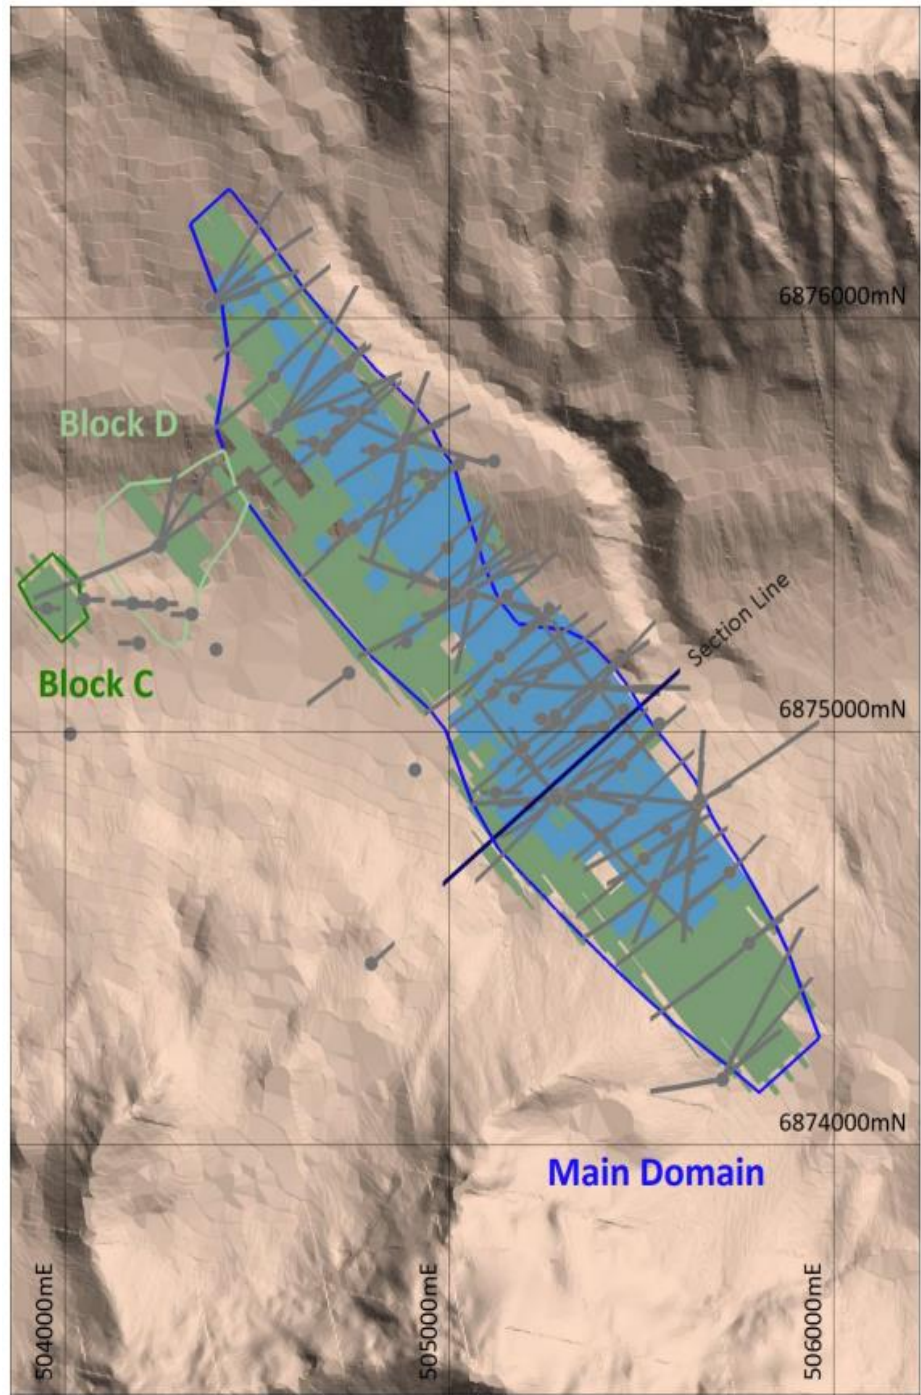 6876000mN
Block D
Section Line
Block C
6875000mN
6874000mN
Main Domain
504000mE
505000mE
506000mE